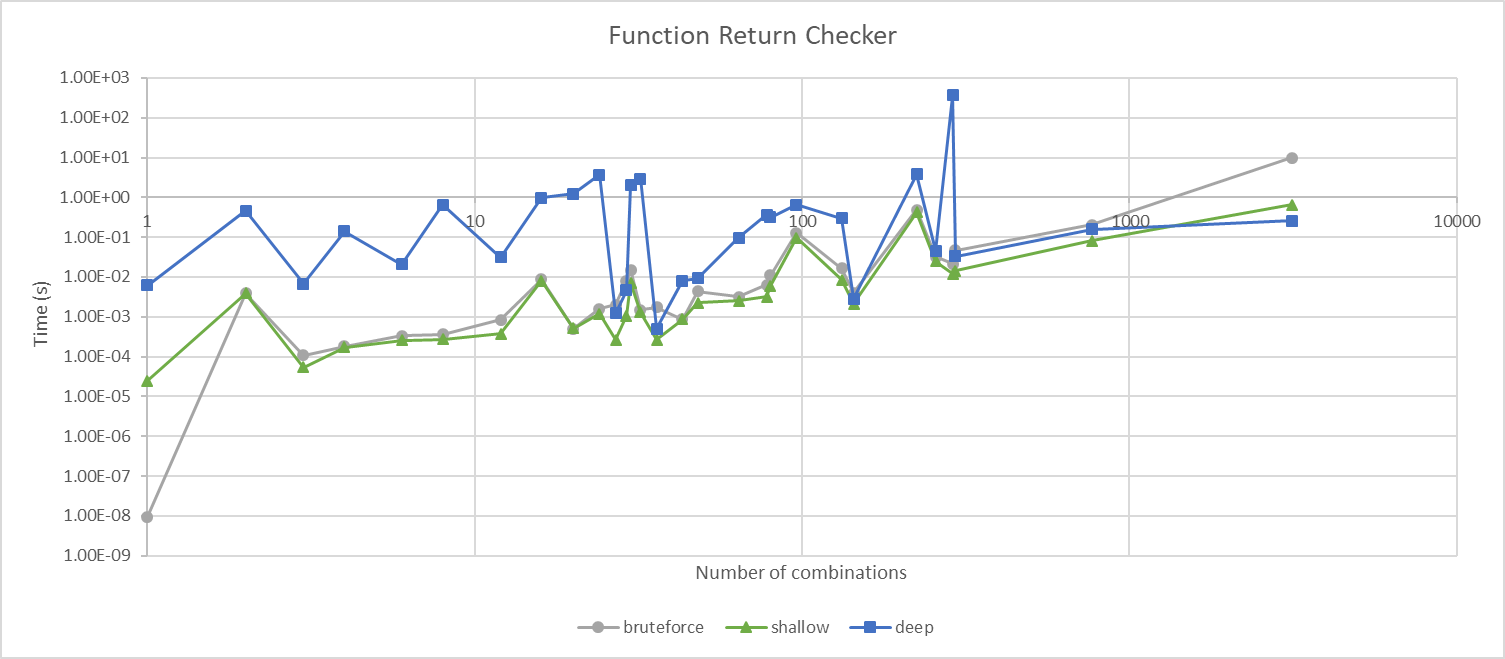 Function Return Checker
1.00E+03
1.00E+02
1.00E+01
1.00E+00
1 10 100 1000 10000
1.00E-01
1.00E-02
1.00E-03
1.00E-04
1.00E-05
1.00E-06
1.00E-07
1.00E-08
1.00E-09
Time (s)
Number of combinations
bruteforce shallow deep